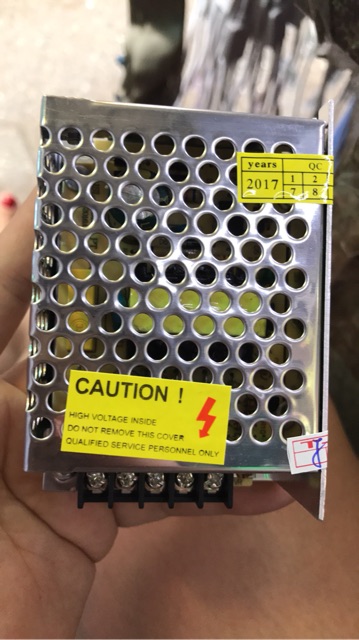 years QC
2017 1 2
7 8
CAUTION !
HIGH VOLTAGE INSIDE
DO NOT REMOVE THIS COVER
QUALIFIED SERVICE PERSONNEL ONLY